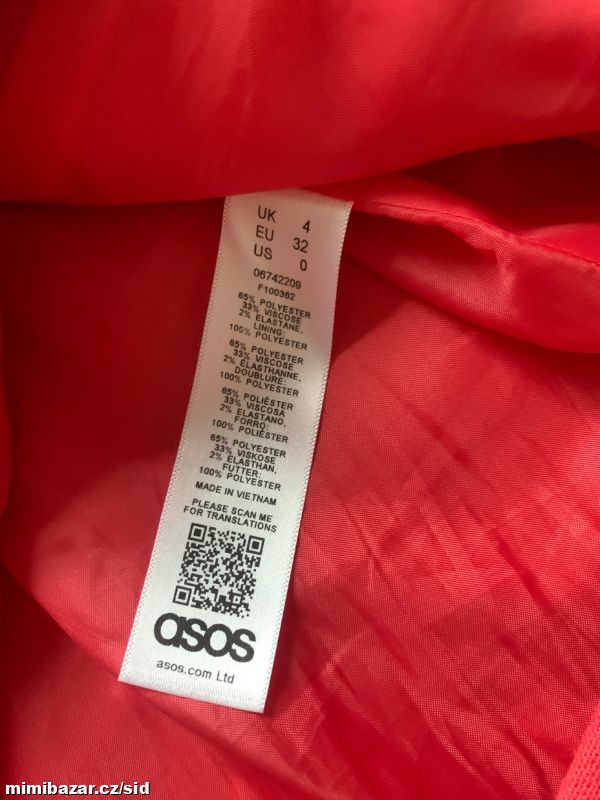 UK 4
EU 32
US 0
06742209
F100362
65% POLYESTER
33% VISCOSE
2% ELASTANE,
LINING:
100% POLYESTER
65% POLYESTER
33% VISCOSE
2% ELASTHANNE,
DOUBLURE:
100% POLYESTER
65% POLIÉSTER
33% VISCOSA
2% ELASTANO,
FORRO:
100% POLIÉSTER
65% POLYESTER
33% VISKOSE
2% ELASTHAN,
FUTTER:
100% POLYESTER
MADE IN VIETNAM
PLEASE SCAN ME
FOR TRANSLATIONS
asos
asos.com Ltd
mimibazar.cz/sid